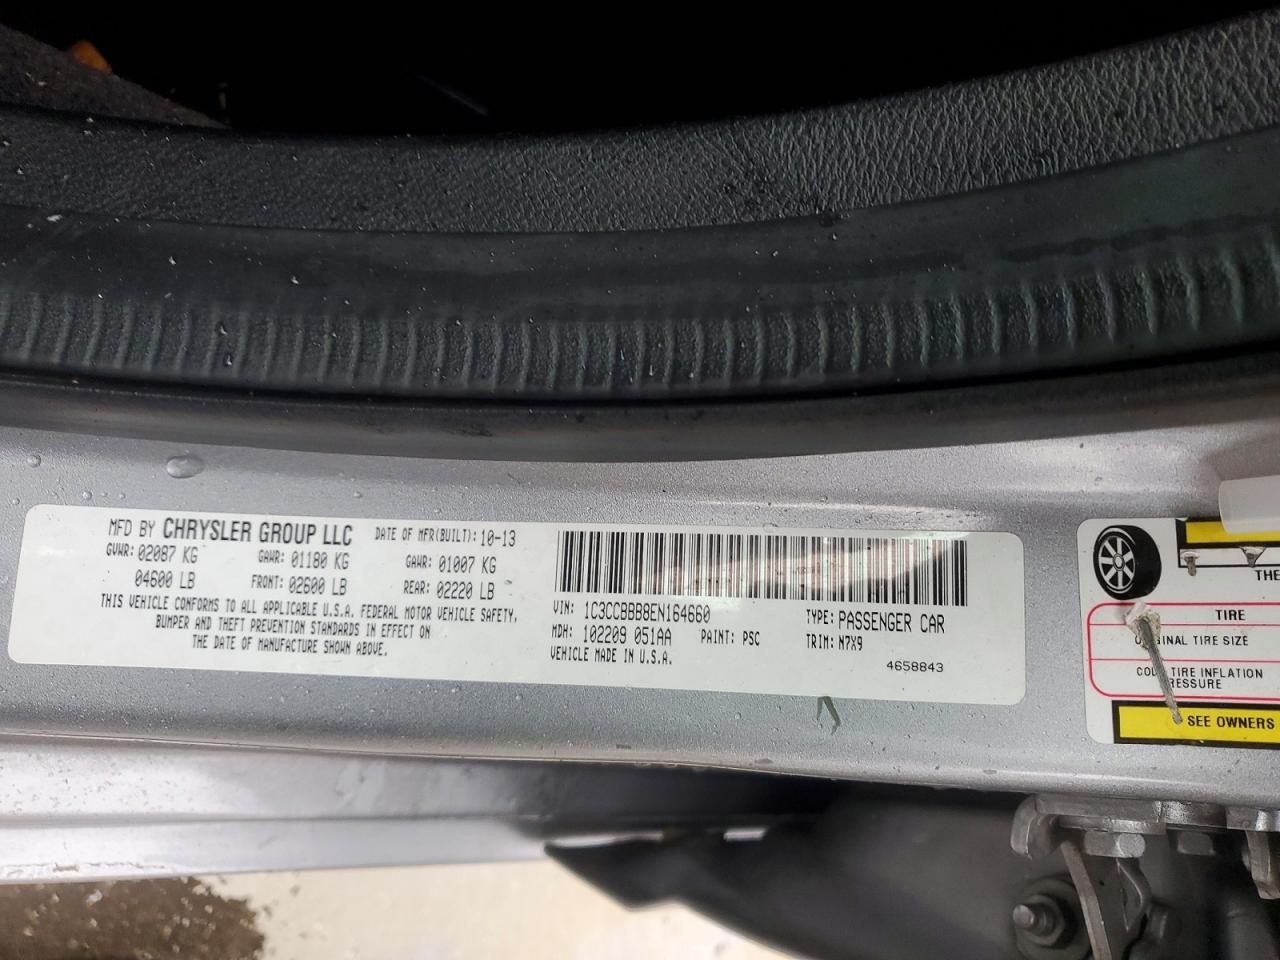 MFD BY CHRYSLER GROUP LLC DATE OF MFR(BUILT): 10-13
GVWR: 02087 KG GAWR: 01180 KG GAWR: 01007 KG
04600 LB FRONT: 02600 LB REAR: 02220 LB
THIS VEHICLE CONFORMS TO ALL APPLICABLE U.S.A. FEDERAL MOTOR VEHICLE SAFETY,
BUMPER AND THEFT PREVENTION STANDARDS IN EFFECT ON
THE DATE OF MANUFACTURE SHOWN ABOVE.
VIN: 1C3CCBBB8EN164660 TYPE: PASSENGER CAR
MDH: 102209 051AA PAINT: PSC TRIM: N7X9
VEHICLE MADE IN U.S.A. 4658843
THE
TIRE
TIRE SIZE
TIRE INFLATION
SEE OWNERS